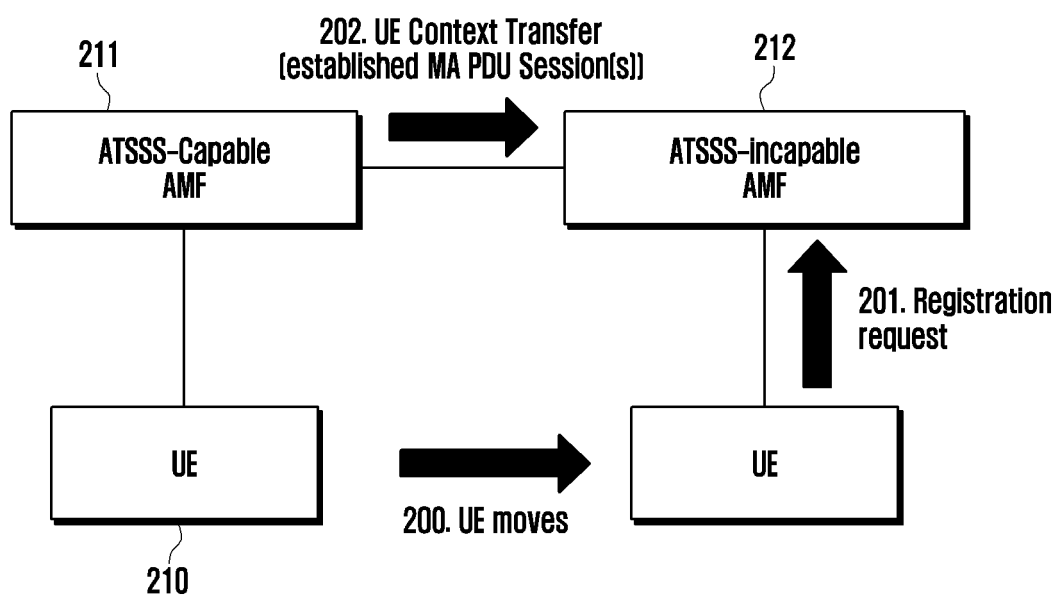 202. UE Context Transfer
(established MA PDU Session(s))
211
212
ATSSS-Capable
AMF
ATSSS-incapable
AMF
201. Registration
request
UE
UE
200. UE moves
210